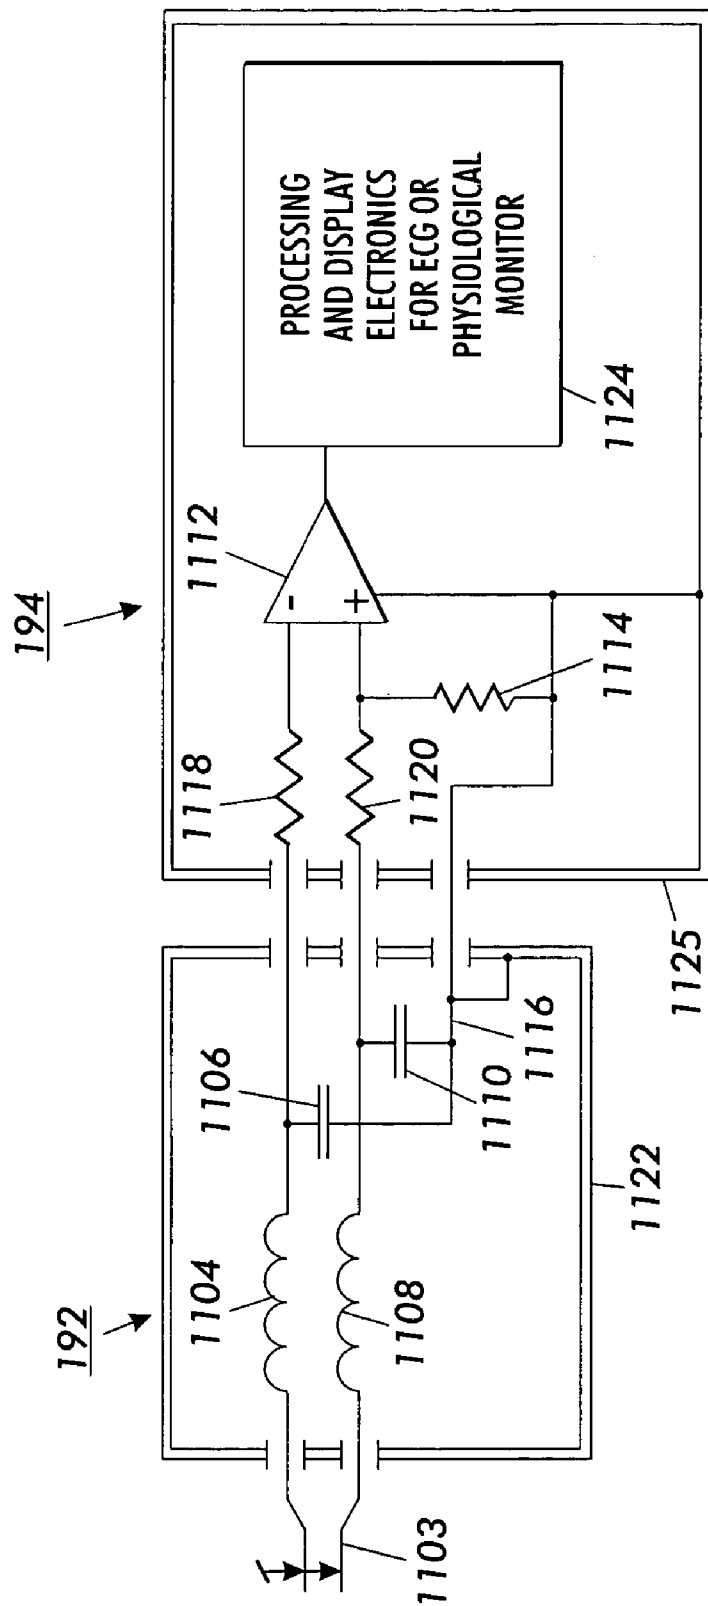 194
PROCESSING
AND DISPLAY
ELECTRONICS
FOR ECG OR
PHYSIOLOGICAL
MONITOR
1124
1112
-
+
1114
1118
1120
1125
192
1106
1110
1116
1122
1104
1108
1103